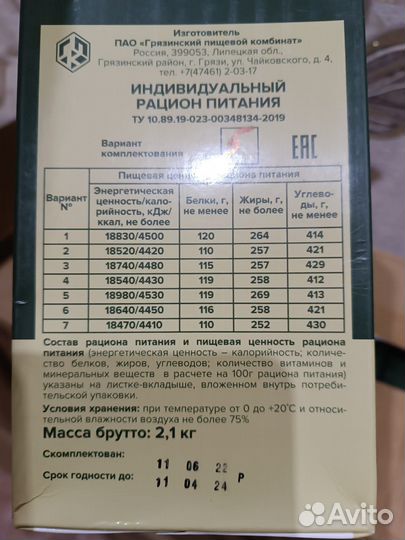 Изготовитель
ПАО «Грязинский пищевой комбинат»
Россия, 399053, Липецкая обл.,
Грязинский район, г. Грязи, ул. Чайковского, д. 4,
тел. +7(47461) 2-03-17
ИНДИВИДУАЛЬНЫЙ
РАЦИОН ПИТАНИЯ
ТУ 10.89.19-023-00348134-2019
Вариант
комплектования
ЕАС
Пищевая ценность рациона питания
Вариант N° Энергетическая ценность/калорийность, кДж/ккал, не более Белки, г, не менее Жиры, г, не более Углеводы, г, не менее
1 18830/4500 120 264 414
2 18520/4420 110 257 421
3 18740/4480 115 257 429
4 18540/4430 119 258 412
5 18980/4530 119 269 413
6 18640/4450 116 258 421
7 18470/4410 110 252 430
Состав рациона питания и пищевая ценность рациона
питания (энергетическая ценность – калорийность; количе-
ство белков, жиров, углеводов; количество витаминов и
минеральных веществ в расчете на 100г рациона питания)
указаны на листке-вкладыше, вложенном внутрь потреби-
тельской упаковки.
Условия хранения: при температуре от 0 до +20°С и относи-
тельной влажности воздуха не более 75%
Масса брутто: 2,1 кг
Скомплектован: 11 06 22
Срок годности до: 11 04 24 Р
Avito